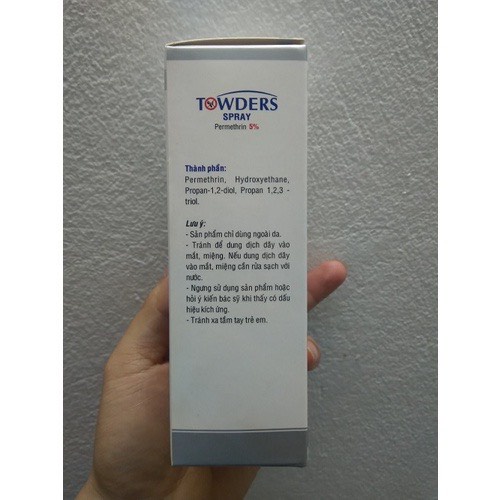 TOWDERS
SPRAY
Permethrin 5%
Thành phần:
Permethrin, Hydroxyethane,
Propan-1,2-diol, Propan 1,2,3 -
triol.
Lưu ý:
- Sản phẩm chỉ dùng ngoài da.
- Tránh để dung dịch dây vào
mắt, miệng. Nếu dung dịch dây
vào mắt, miệng cần rửa sạch với
nước.
- Ngưng sử dụng sản phẩm hoặc
hỏi ý kiến bác sỹ khi thấy có dấu
hiệu kích ứng.
- Tránh xa tầm tay trẻ em.